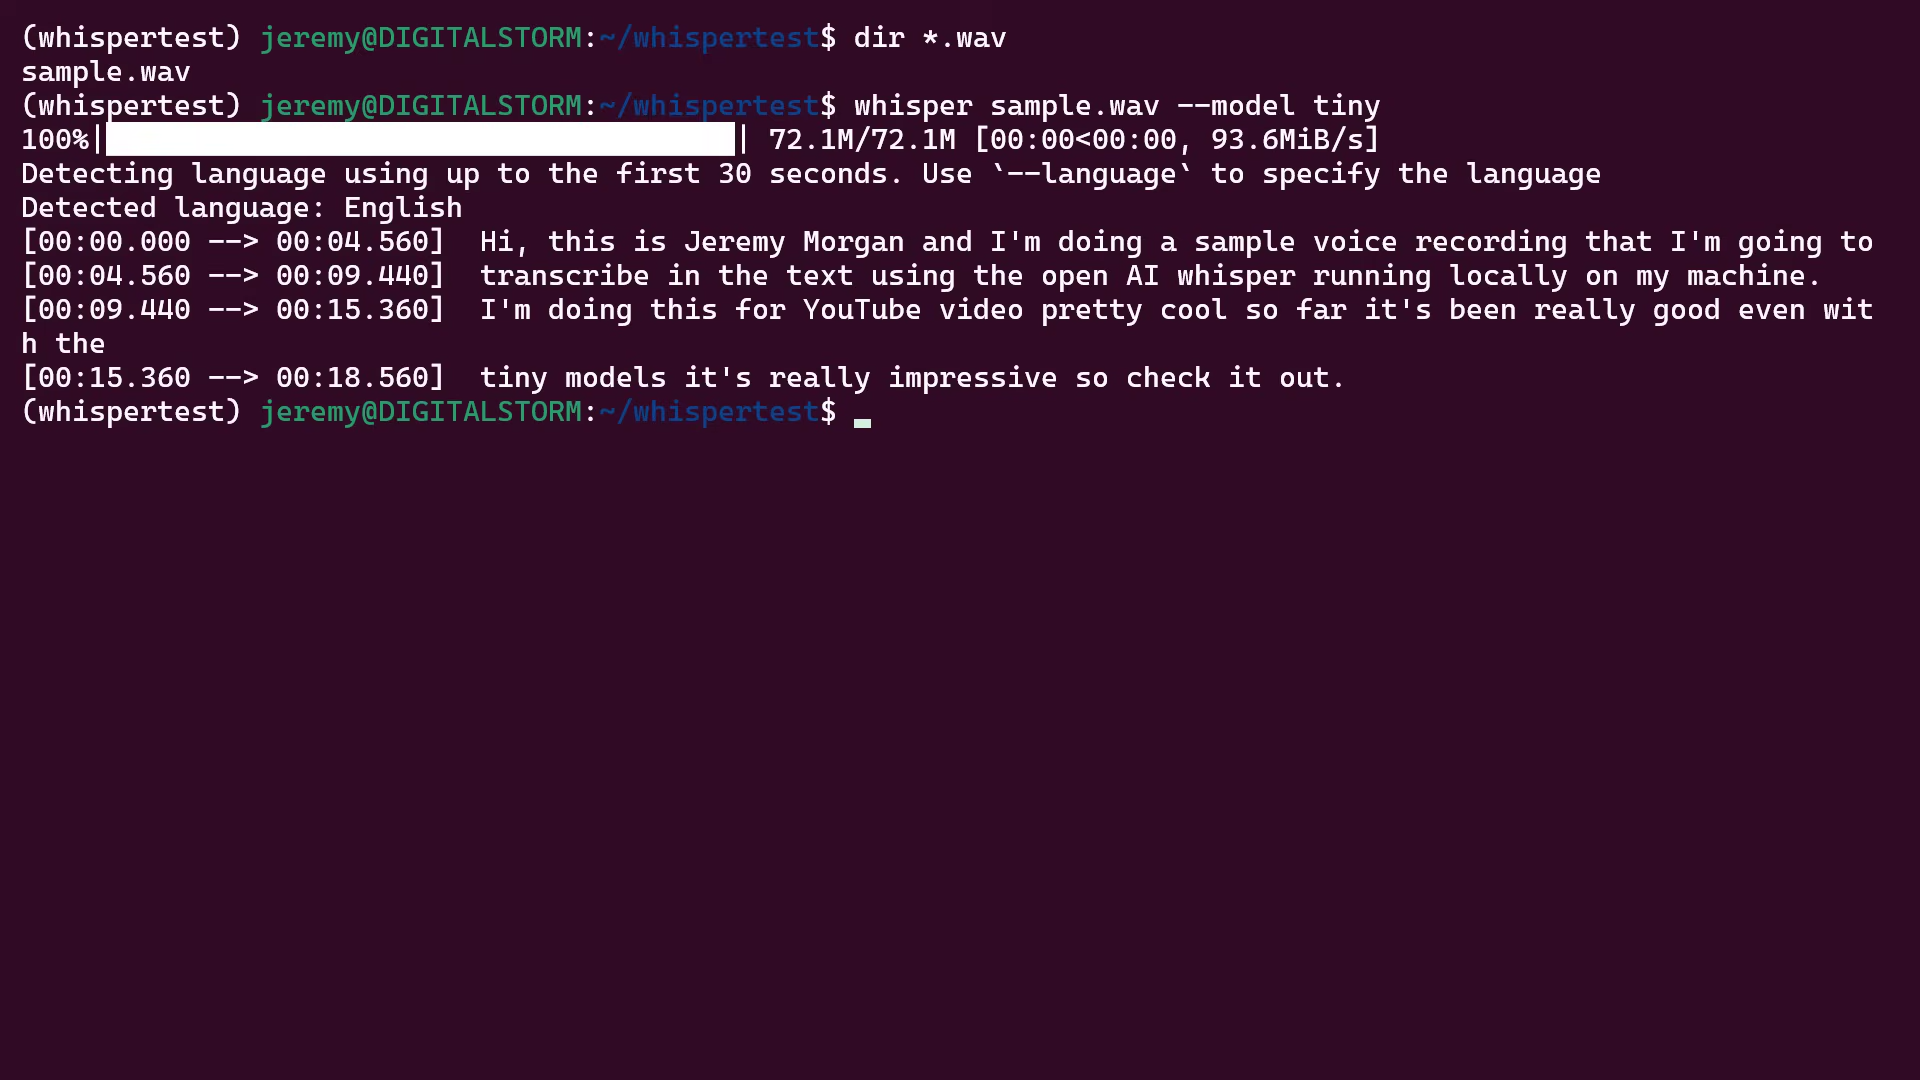 (whispertest) jeremy@DIGITALSTORM:~/whispertest$ dir *.wav
sample.wav
(whispertest) jeremy@DIGITALSTORM:~/whispertest$ whisper sample.wav --model tiny
100%|██████████████████████████████| 72.1M/72.1M [00:00<00:00, 93.6MiB/s]
Detecting language using up to the first 30 seconds. Use `--language` to specify the language
Detected language: English
[00:00.000 --> 00:04.560]  Hi, this is Jeremy Morgan and I'm doing a sample voice recording that I'm going to
[00:04.560 --> 00:09.440]  transcribe in the text using the open AI whisper running locally on my machine.
[00:09.440 --> 00:15.360]  I'm doing this for YouTube video pretty cool so far it's been really good even wit
h the
[00:15.360 --> 00:18.560]  tiny models it's really impressive so check it out.
(whispertest) jeremy@DIGITALSTORM:~/whispertest$